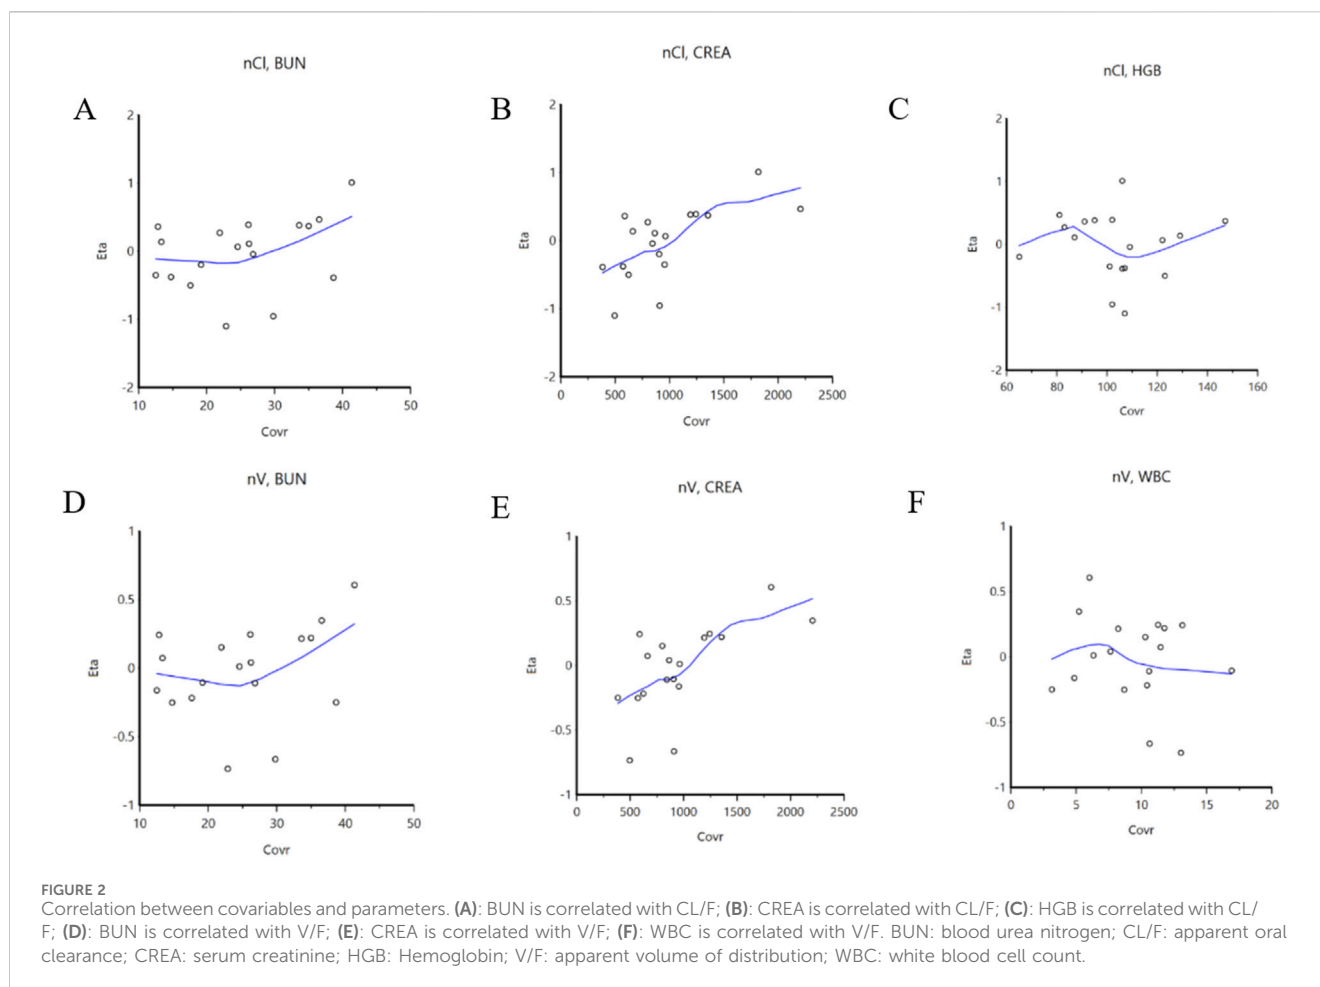 nCl, BUN
A
2
1
0
-1
-2
Eta
10 20 30 40 50
Covr
nCl, CREA
B
2
1
0
-1
-2
Eta
0 500 1000 1500 2000 2500
Covr
nCl, HGB
C
2
1
0
-1
-2
Eta
60 80 100 120 140 160
Covr
nV, BUN
D
1
0.5
0
-0.5
-1
Eta
10 20 30 40 50
Covr
nV, CREA
E
1
0.5
0
-0.5
-1
Eta
0 500 1000 1500 2000 2500
Covr
nV, WBC
F
1
0.5
0
-0.5
-1
Eta
0 5 10 15 20
Covr
FIGURE 2
Correlation between covariables and parameters. (A): BUN is correlated with CL/F; (B): CREA is correlated with CL/F; (C): HGB is correlated with CL/
F; (D): BUN is correlated with V/F; (E): CREA is correlated with V/F; (F): WBC is correlated with V/F. BUN: blood urea nitrogen; CL/F: apparent oral
clearance; CREA: serum creatinine; HGB: Hemoglobin; V/F: apparent volume of distribution; WBC: white blood cell count.